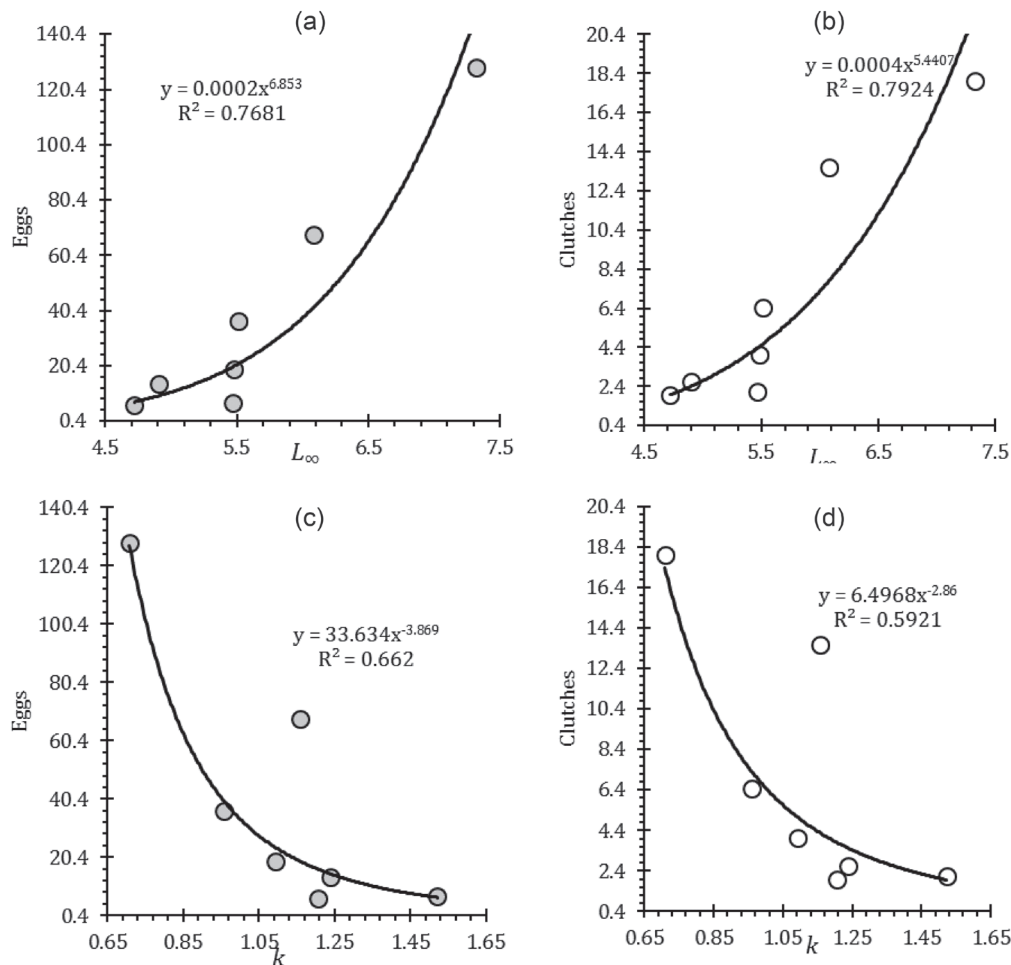 (a)
140.4
120.4
100.4
80.4
60.4
40.4
20.4
0.4
Eggs
y = 0.0002x^6.853
R² = 0.7681
4.5 5.5 6.5 7.5
L∞
(b)
20.4
18.4
16.4
14.4
12.4
10.4
8.4
6.4
4.4
2.4
0.4
Clutches
y = 0.0004x^5.4407
R² = 0.7924
4.5 5.5 6.5 7.5
L∞
(c)
140.4
120.4
100.4
80.4
60.4
40.4
20.4
0.4
Eggs
y = 33.634x^-3.869
R² = 0.662
0.65 0.85 1.05 1.25 1.45 1.65
k
(d)
20.4
18.4
16.4
14.4
12.4
10.4
8.4
6.4
4.4
2.4
0.4
Clutches
y = 6.4968x^-2.86
R² = 0.5921
0.65 0.85 1.05 1.25 1.45 1.65
k